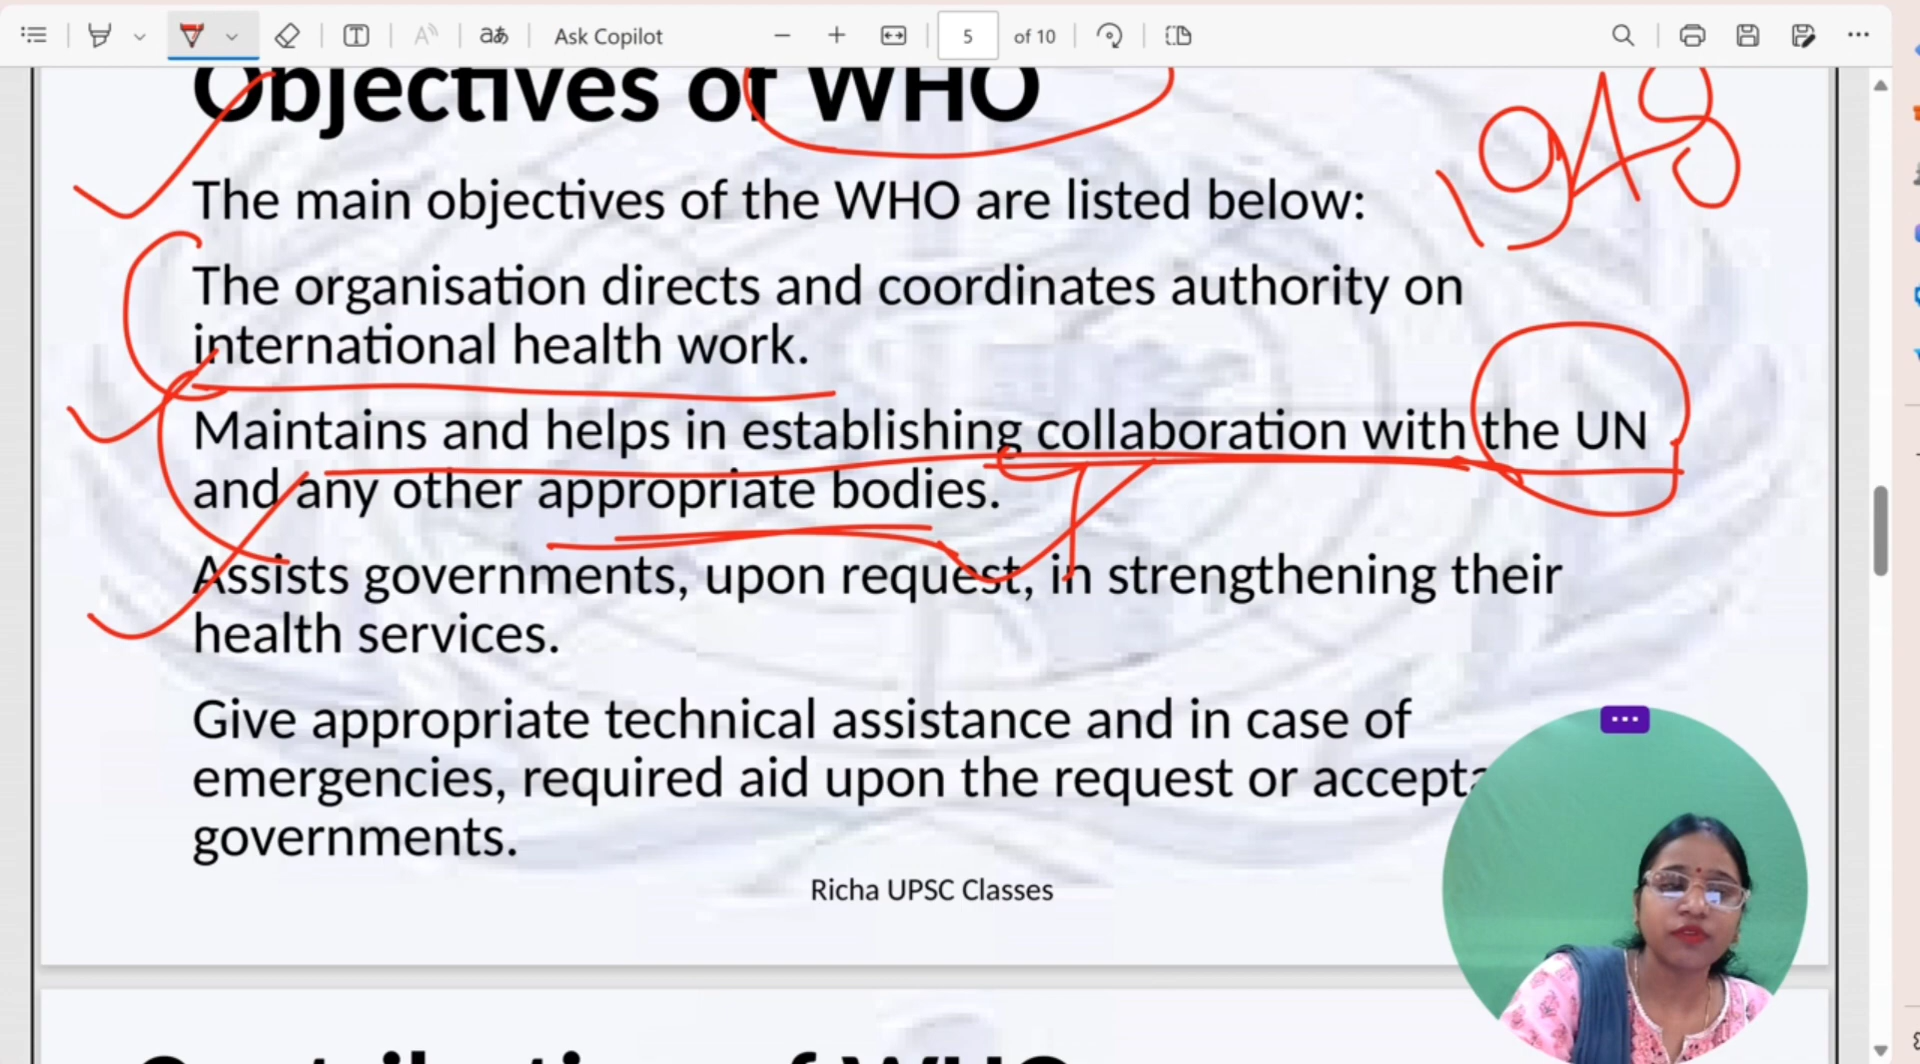 Ask Copilot
5 of 10
Objectives of WHO
1948
The main objectives of the WHO are listed below:
The organisation directs and coordinates authority on
international health work.
Maintains and helps in establishing collaboration with the UN
and any other appropriate bodies.
Assists governments, upon request, in strengthening their
health services.
Give appropriate technical assistance and in case of
emergencies, required aid upon the request or accepta
governments.
Richa UPSC Classes